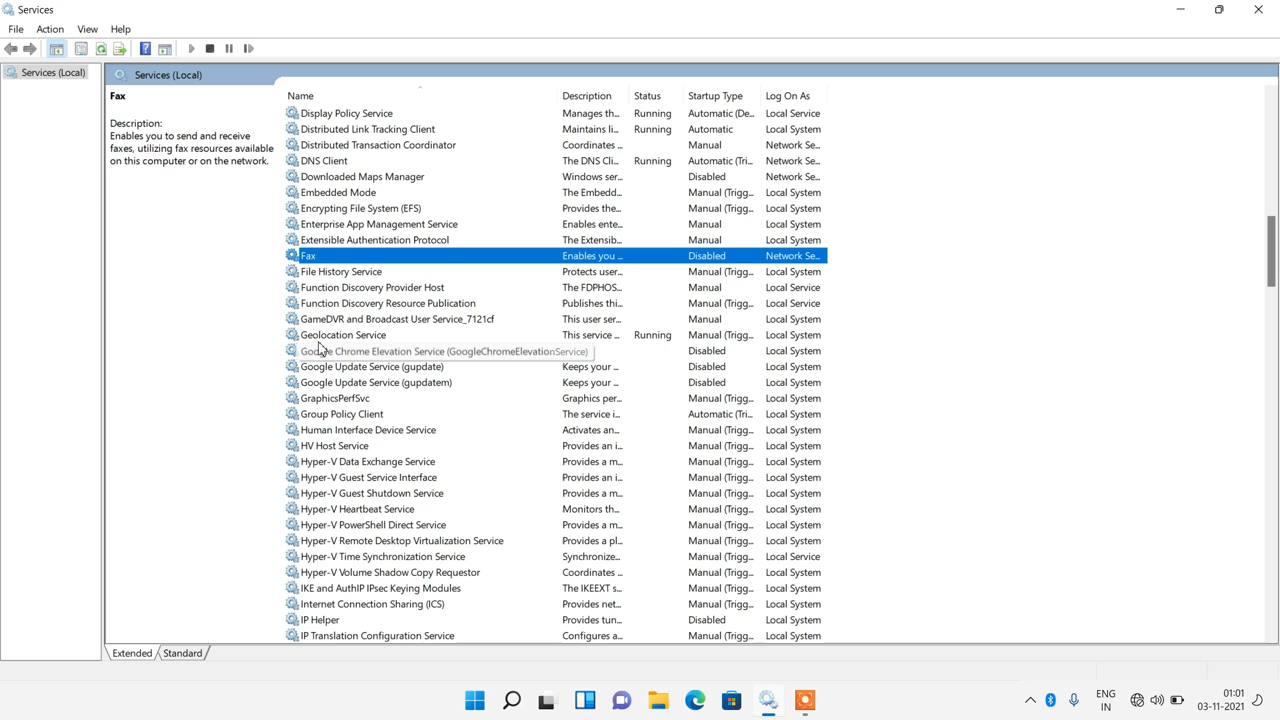 Services
File Action View Help
Services (Local)
Services (Local)
Fax
Description:
Enables you to send and receive
faxes, utilizing fax resources available
on this computer or on the network.
Name Description Status Startup Type Log On As
Display Policy Service Manages th... Running Automatic (De... Local Service
Distributed Link Tracking Client Maintains li... Running Automatic Local System
Distributed Transaction Coordinator Coordinates ... Manual Network Se...
DNS Client The DNS Cli... Running Automatic (Tri... Network Se...
Downloaded Maps Manager Windows ser... Disabled Network Se...
Embedded Mode The Embedd... Manual (Trigg... Local System
Encrypting File System (EFS) Provides the... Manual (Trigg... Local System
Enterprise App Management Service Enables ente... Manual Local System
Extensible Authentication Protocol The Extensib... Manual Local System
Fax Enables you ... Disabled Network Se...
File History Service Protects user... Manual (Trigg... Local System
Function Discovery Provider Host The FDPHOS... Manual Local Service
Function Discovery Resource Publication Publishes thi... Manual (Trigg... Local Service
GameDVR and Broadcast User Service_7121cf This user ser... Manual Local System
Geolocation Service This service ... Running Manual (Trigg... Local System
Google Chrome Elevation Service (GoogleChromeElevationService) Disabled Local System
Google Update Service (gupdate) Keeps your ... Disabled Local System
Google Update Service (gupdatem) Keeps your ... Disabled Local System
GraphicsPerfSvc Graphics per... Manual (Trigg... Local System
Group Policy Client The service i... Automatic (Tri... Local System
Human Interface Device Service Activates an... Manual (Trigg... Local System
HV Host Service Provides an i... Manual (Trigg... Local System
Hyper-V Data Exchange Service Provides a m... Manual (Trigg... Local System
Hyper-V Guest Service Interface Provides an i... Manual (Trigg... Local System
Hyper-V Guest Shutdown Service Provides a m... Manual (Trigg... Local System
Hyper-V Heartbeat Service Monitors th... Manual (Trigg... Local System
Hyper-V PowerShell Direct Service Provides a m... Manual (Trigg... Local System
Hyper-V Remote Desktop Virtualization Service Provides a pl... Manual (Trigg... Local System
Hyper-V Time Synchronization Service Synchronize... Manual (Trigg... Local Service
Hyper-V Volume Shadow Copy Requestor Coordinates ... Manual (Trigg... Local System
IKE and AuthIP IPsec Keying Modules The IKEEXT s... Manual (Trigg... Local System
Internet Connection Sharing (ICS) Provides net... Manual (Trigg... Local System
IP Helper Provides tun... Disabled Local System
IP Translation Configuration Service Configures a... Manual (Trigg... Local System
Extended Standard
ENG
IN
01:01
03-11-2021